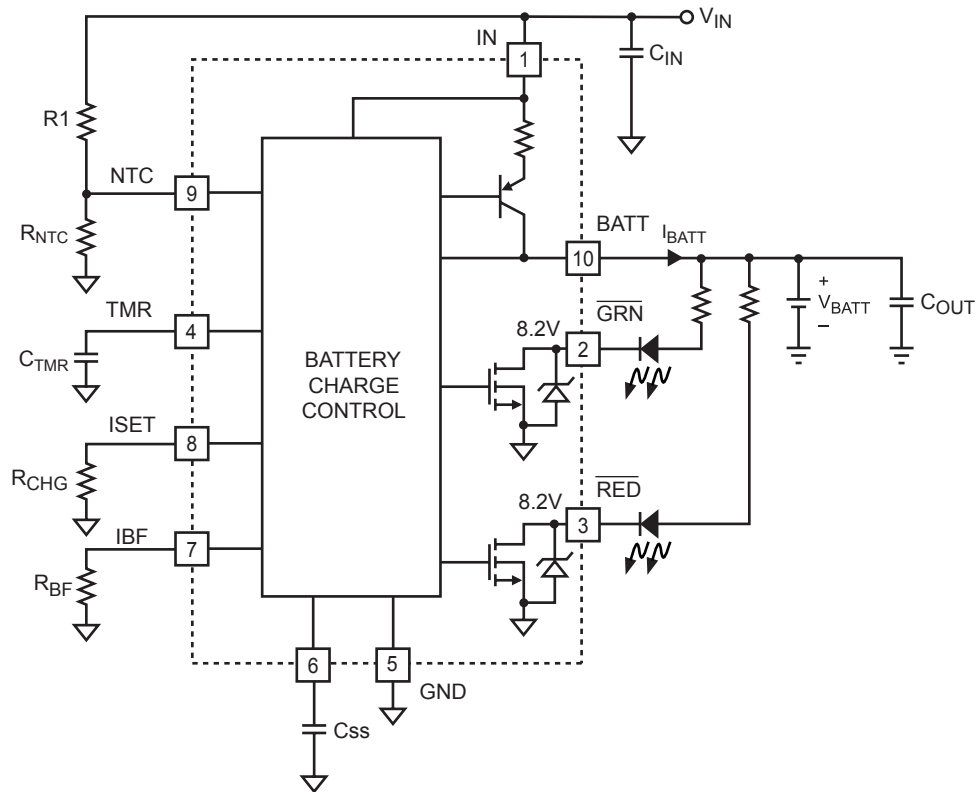 V_IN
IN
1
C_IN
R1
NTC
9
R_NTC
BATT
I_BATT
10
TMR
4
C_TMR
BATTERY
CHARGE
CONTROL
8.2V
GRN
2
+
V_BATT
–
C_OUT
ISET
8
R_CHG
8.2V
RED
3
IBF
7
R_BF
6
5
GND
Css